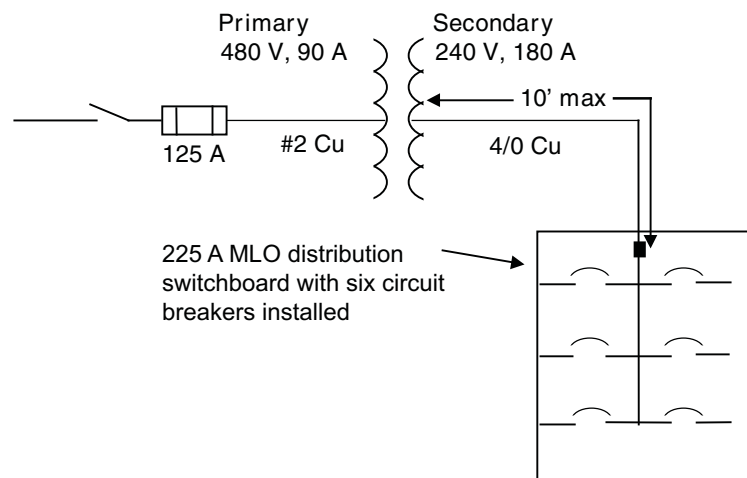 Primary
480 V, 90 A
Secondary
240 V, 180 A
10’ max
125 A
#2 Cu
4/0 Cu
225 A MLO distribution
switchboard with six circuit
breakers installed